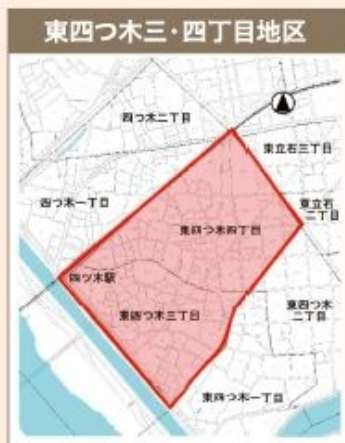 東四つ木三・四丁目地区
四つ木二丁目
東立石三丁目
四つ木一丁目
東立石
二丁目
東四つ木四丁目
四ツ木駅
東四つ木三丁目
東四つ木
二丁目
東四つ木一丁目